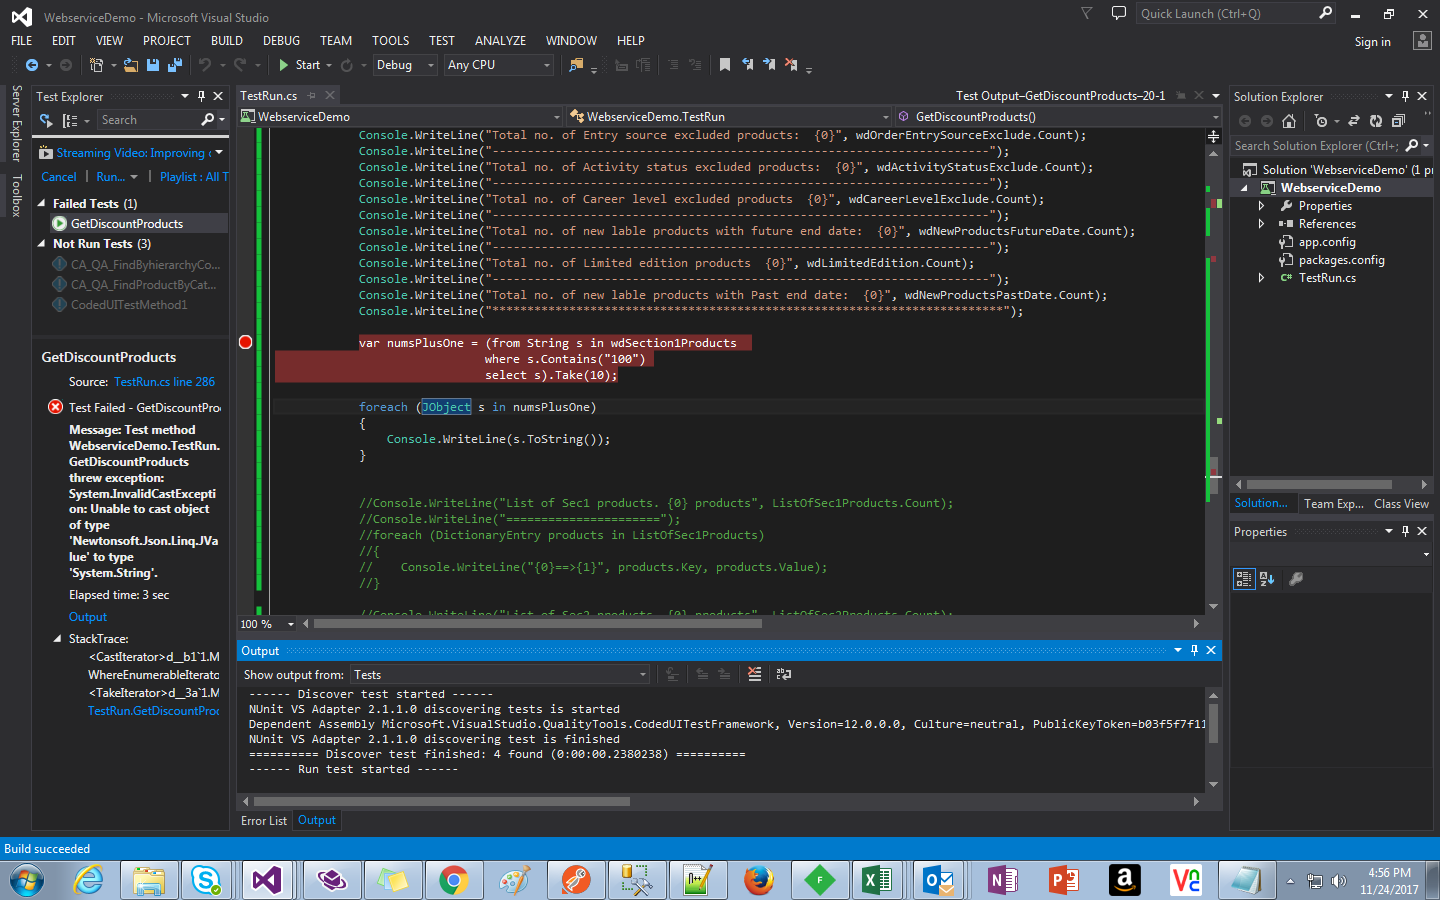 WebserviceDemo - Microsoft Visual Studio
Quick Launch (Ctrl+Q)
FILE EDIT VIEW PROJECT BUILD DEBUG TEAM TOOLS TEST ANALYZE WINDOW HELP
Sign in
Start Debug Any CPU
Server Explorer
Toolbox
Test Explorer
Search
Streaming Video: Improving
Cancel | Run... | Playlist : All T
Failed Tests (1)
GetDiscountProducts
Not Run Tests (3)
CA_QA_FindByhierarchyCo...
CA_QA_FindProductByCat...
CodedUITestMethod1
GetDiscountProducts
Source: TestRun.cs line 286
Test Failed - GetDiscountPro
Message: Test method
WebserviceDemo.TestRun.
GetDiscountProducts
threw exception:
System.InvalidCastExcepti
on: Unable to cast object
of type
'Newtonsoft.Json.Linq.JVa
lue' to type
'System.String'.
Elapsed time: 3 sec
Output
StackTrace:
<CastIterator>d__b1`1.M
WhereEnumerableIterato
<TakeIterator>d__3a`1.M
TestRun.GetDiscountProd
TestRun.cs
Test Output–GetDiscountProducts–20-1
WebserviceDemo WebserviceDemo.TestRun GetDiscountProducts()
Console.WriteLine("Total no. of Entry source excluded products:  {0}", wdOrderEntrySourceExclude.Count);
Console.WriteLine("-----------------------------------------------------------------------");
Console.WriteLine("Total no. of Activity status excluded products:  {0}", wdActivityStatusExclude.Count);
Console.WriteLine("-----------------------------------------------------------------------");
Console.WriteLine("Total no. of Career level excluded products  {0}", wdCareerLevelExclude.Count);
Console.WriteLine("-----------------------------------------------------------------------");
Console.WriteLine("Total no. of new lable products with future end date:  {0}", wdNewProductsFutureDate.Count);
Console.WriteLine("-----------------------------------------------------------------------");
Console.WriteLine("Total no. of Limited edition products  {0}", wdLimitedEdition.Count);
Console.WriteLine("-----------------------------------------------------------------------");
Console.WriteLine("Total no. of new lable products with Past end date:  {0}", wdNewProductsPastDate.Count);
Console.WriteLine("*************************************************************************");
var numsPlusOne = (from String s in wdSection1Products
where s.Contains("100")
select s).Take(10);
foreach (JObject s in numsPlusOne)
{
Console.WriteLine(s.ToString());
}
//Console.WriteLine("List of Sec1 products. {0} products", ListOfSec1Products.Count);
//Console.WriteLine("======================");
//foreach (DictionaryEntry products in ListOfSec1Products)
//{
//    Console.WriteLine("{0}==>{1}", products.Key, products.Value);
//}
//Console.WriteLine("List of Sec2 products. {0} products", ListOfSec2Products.Count);
100 %
Output
Show output from: Tests
------ Discover test started ------
NUnit VS Adapter 2.1.1.0 discovering tests is started
Dependent Assembly Microsoft.VisualStudio.QualityTools.CodedUITestFramework, Version=12.0.0.0, Culture=neutral, PublicKeyToken=b03f5f7f11
NUnit VS Adapter 2.1.1.0 discovering test is finished
========== Discover test finished: 4 found (0:00:00.2380238) ==========
------ Run test started ------
Error List Output
Solution Explorer
Search Solution Explorer (Ctrl+;
Solution 'WebserviceDemo' (1 pr
WebserviceDemo
Properties
References
app.config
packages.config
C# TestRun.cs
Solution... Team Exp... Class View
Properties
Build succeeded
4:56 PM
11/24/2017